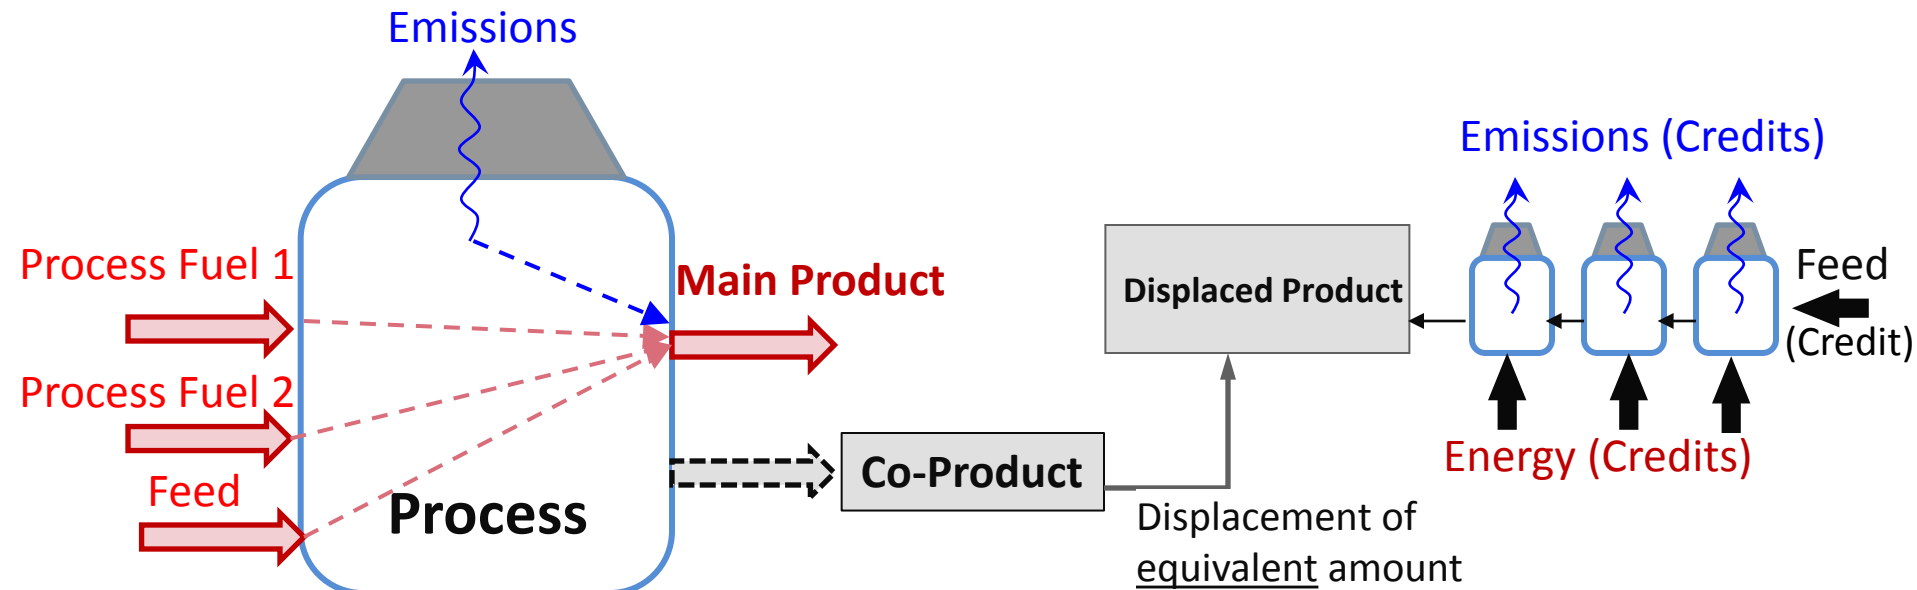 Emissions
Process Fuel 1
Process Fuel 2
Feed
Process
Main Product
Co-Product
Displacement of
equivalent amount
Displaced Product
Emissions (Credits)
Feed
(Credit)
Energy (Credits)